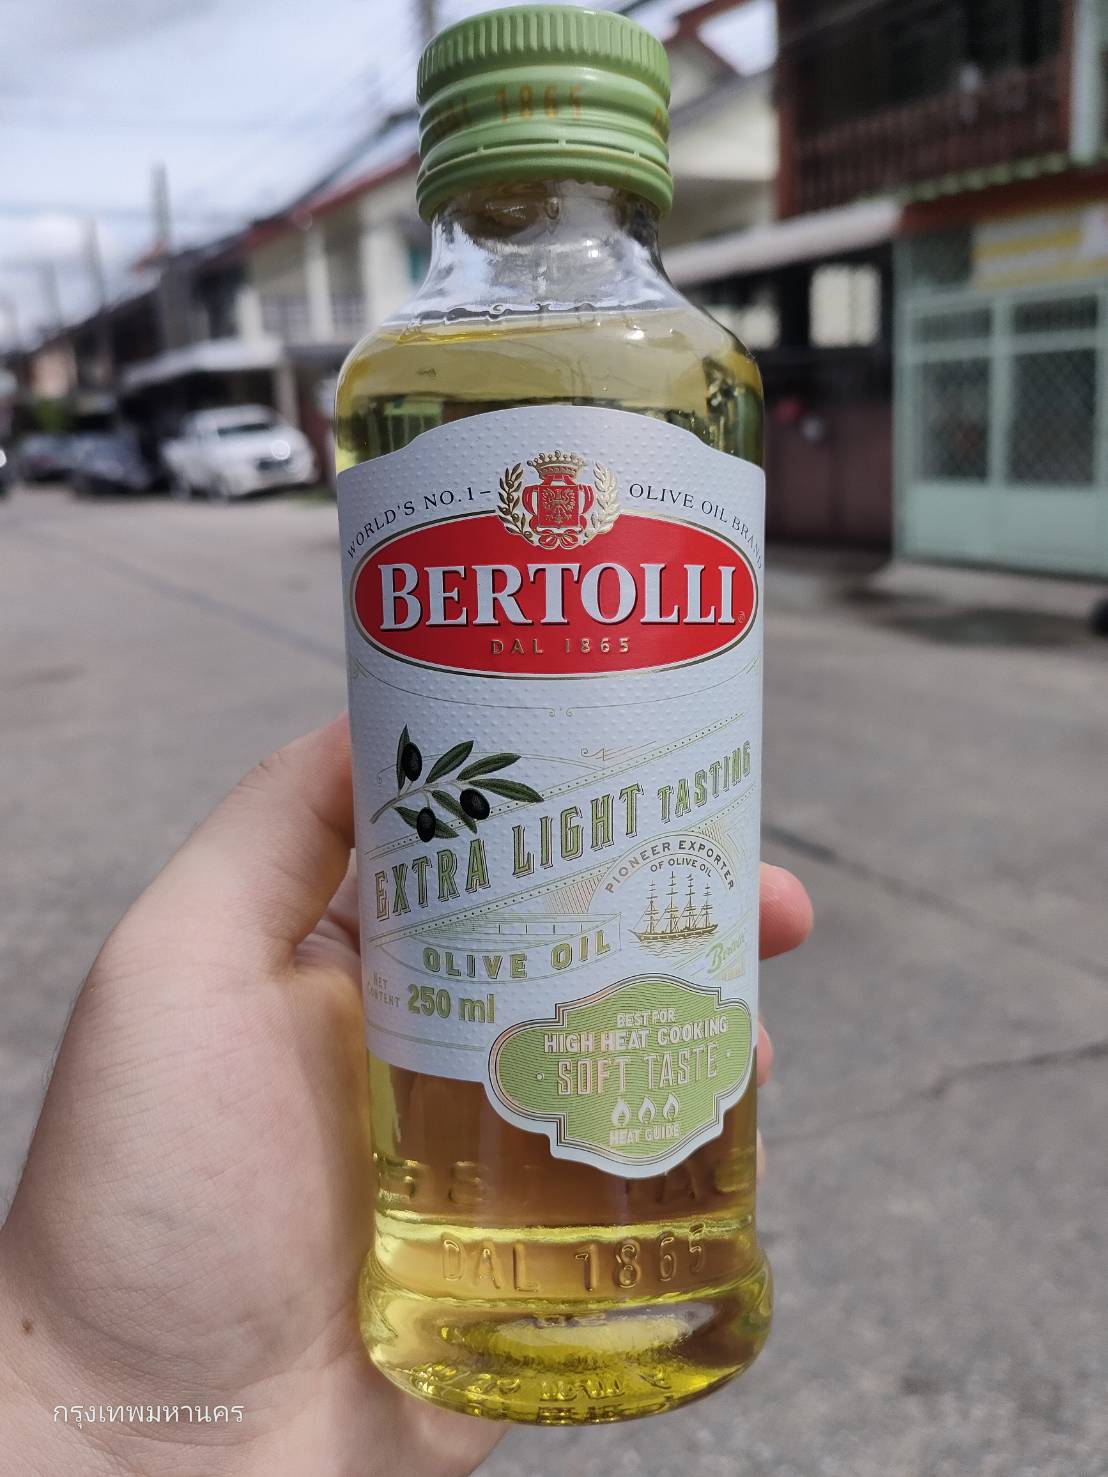 DAL 1865
WORLD'S NO.1 – OLIVE OIL BRAND
BERTOLLI
DAL 1865
EXTRA LIGHT TASTING
PIONEER EXPORTER
OF OLIVE OIL
OLIVE OIL
NET
CONTENT 250 ml
BEST FOR
HIGH HEAT COOKING
· SOFT TASTE ·
HEAT GUIDE
DAL 1865
กรุงเทพมหานคร